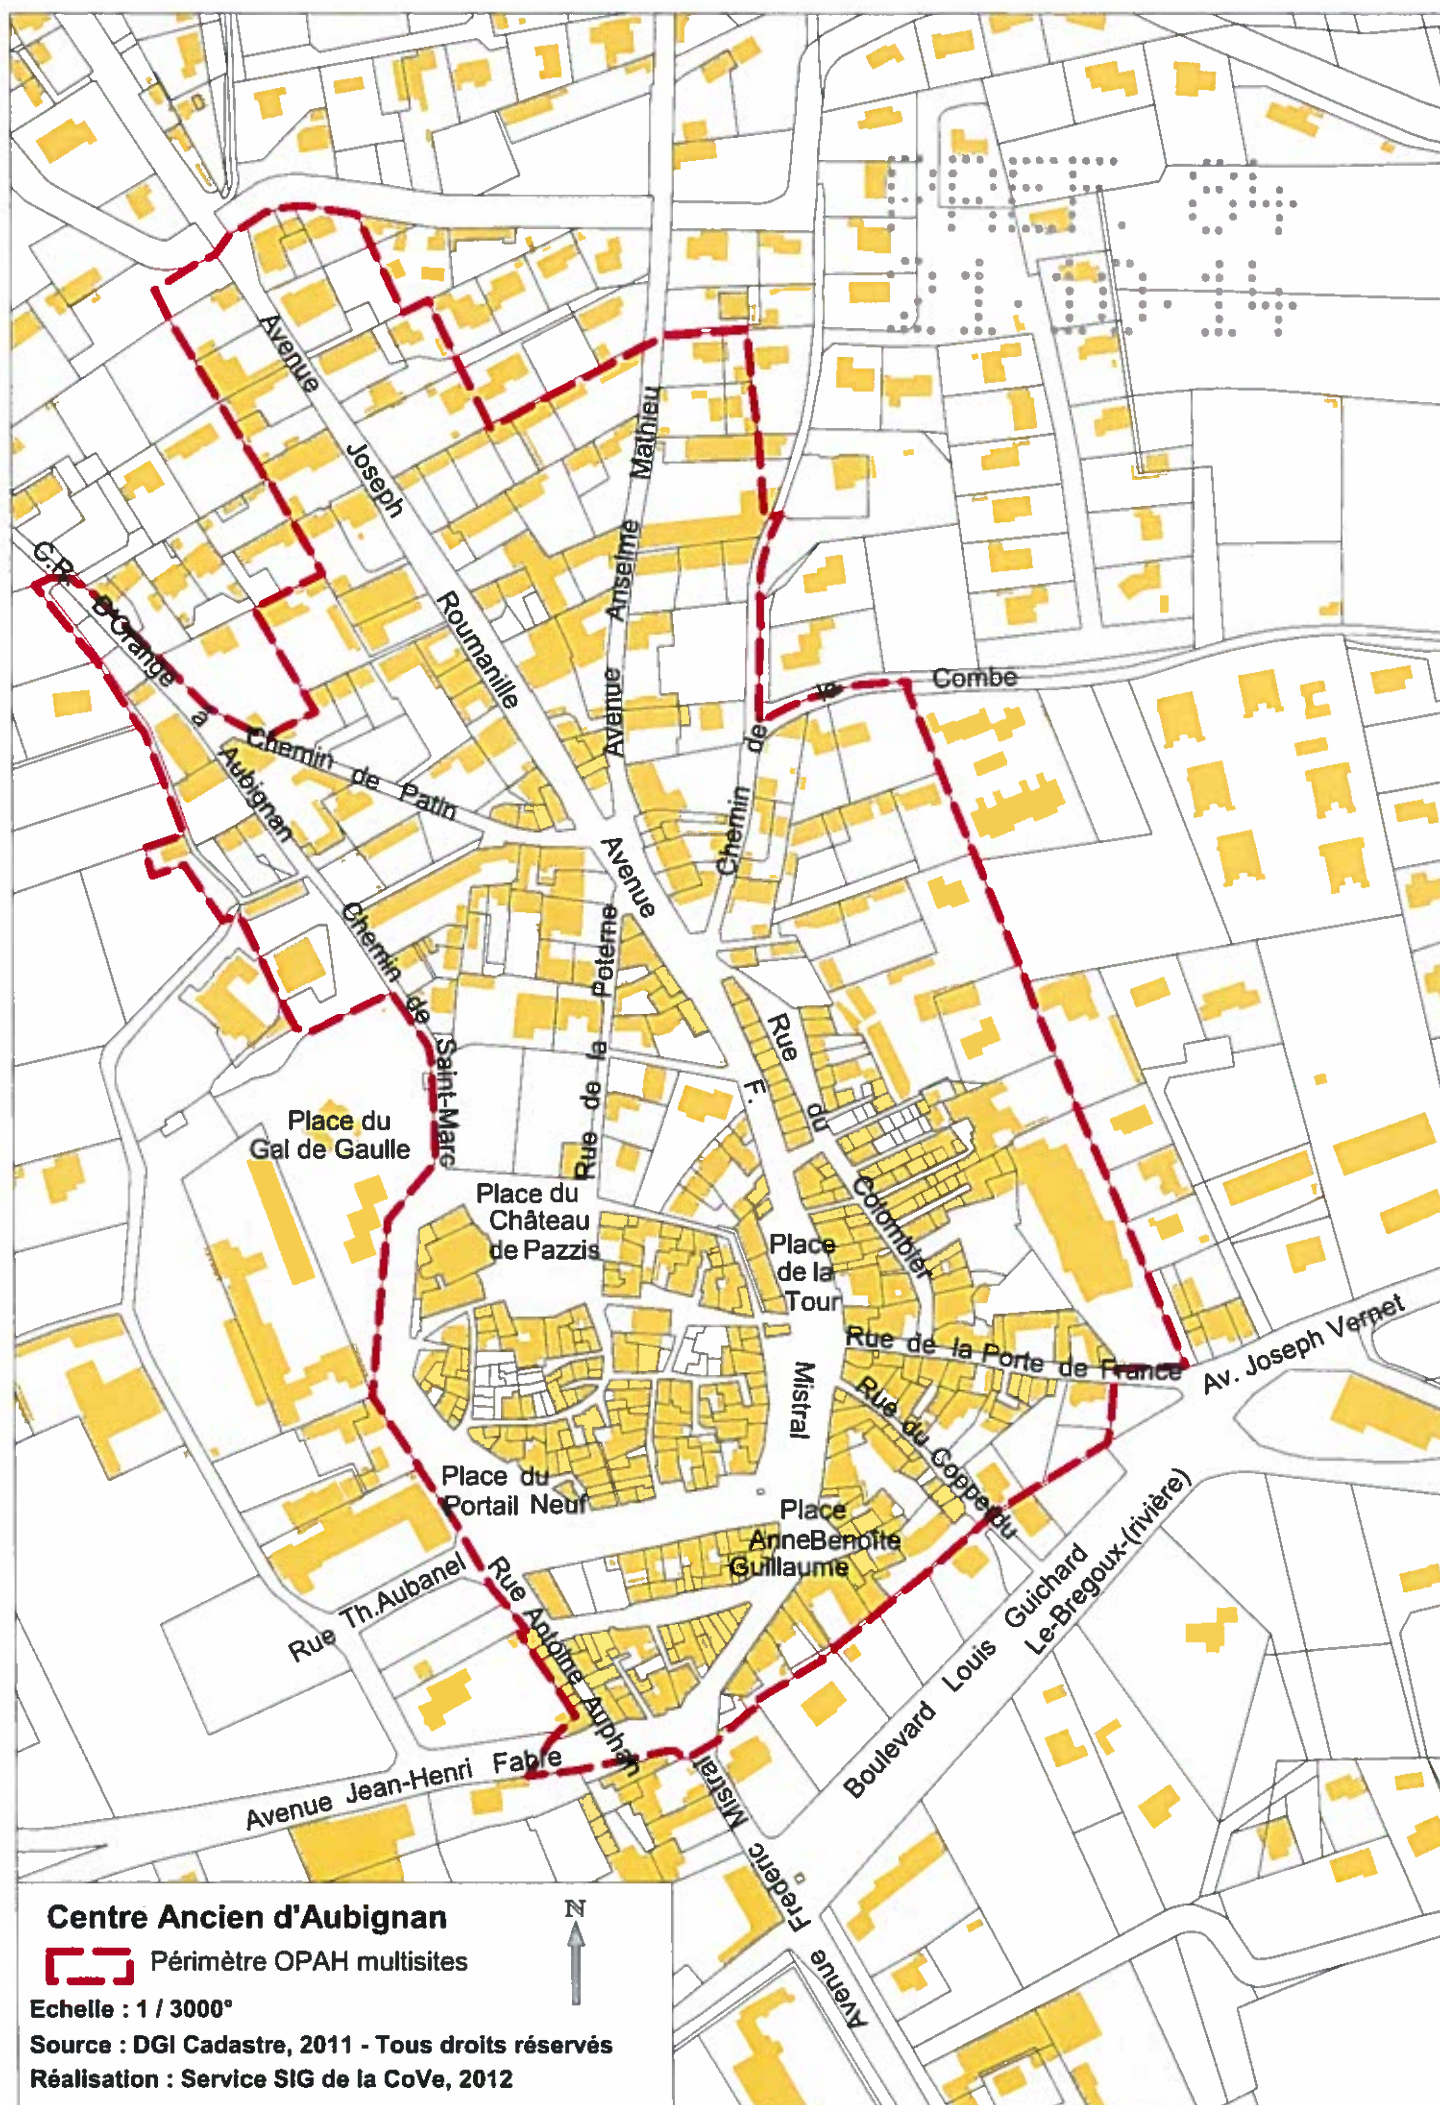 Avenue Joseph Roumanille
Avenue Anselme Mathieu
C.R. D'Orange à Aubignan
Chemin de Patin
Chemin de la Combe
Avenue F. Mistral
Chemin de Saint-Marc
Rue de la Poterne
Rue du Colombier
Place du
Gal de Gaulle
Place du
Château
de Pazzis
Place
de la
Tour
Rue de la Porte de France
Av. Joseph Vernet
Rue du Copperdu
Place du
Portail Neuf
Place
AnneBenoîte
Guillaume
Rue Th.Aubanel
Rue Antoine Auphan
Boulevard Louis Guichard
Le-Bregoux-(rivière)
Avenue Jean-Henri Fabre
Avenue Frederic Mistral
Centre Ancien d'Aubignan
N
Périmètre OPAH multisites
Echelle : 1 / 3000°
Source : DGI Cadastre, 2011 - Tous droits réservés
Réalisation : Service SIG de la CoVe, 2012